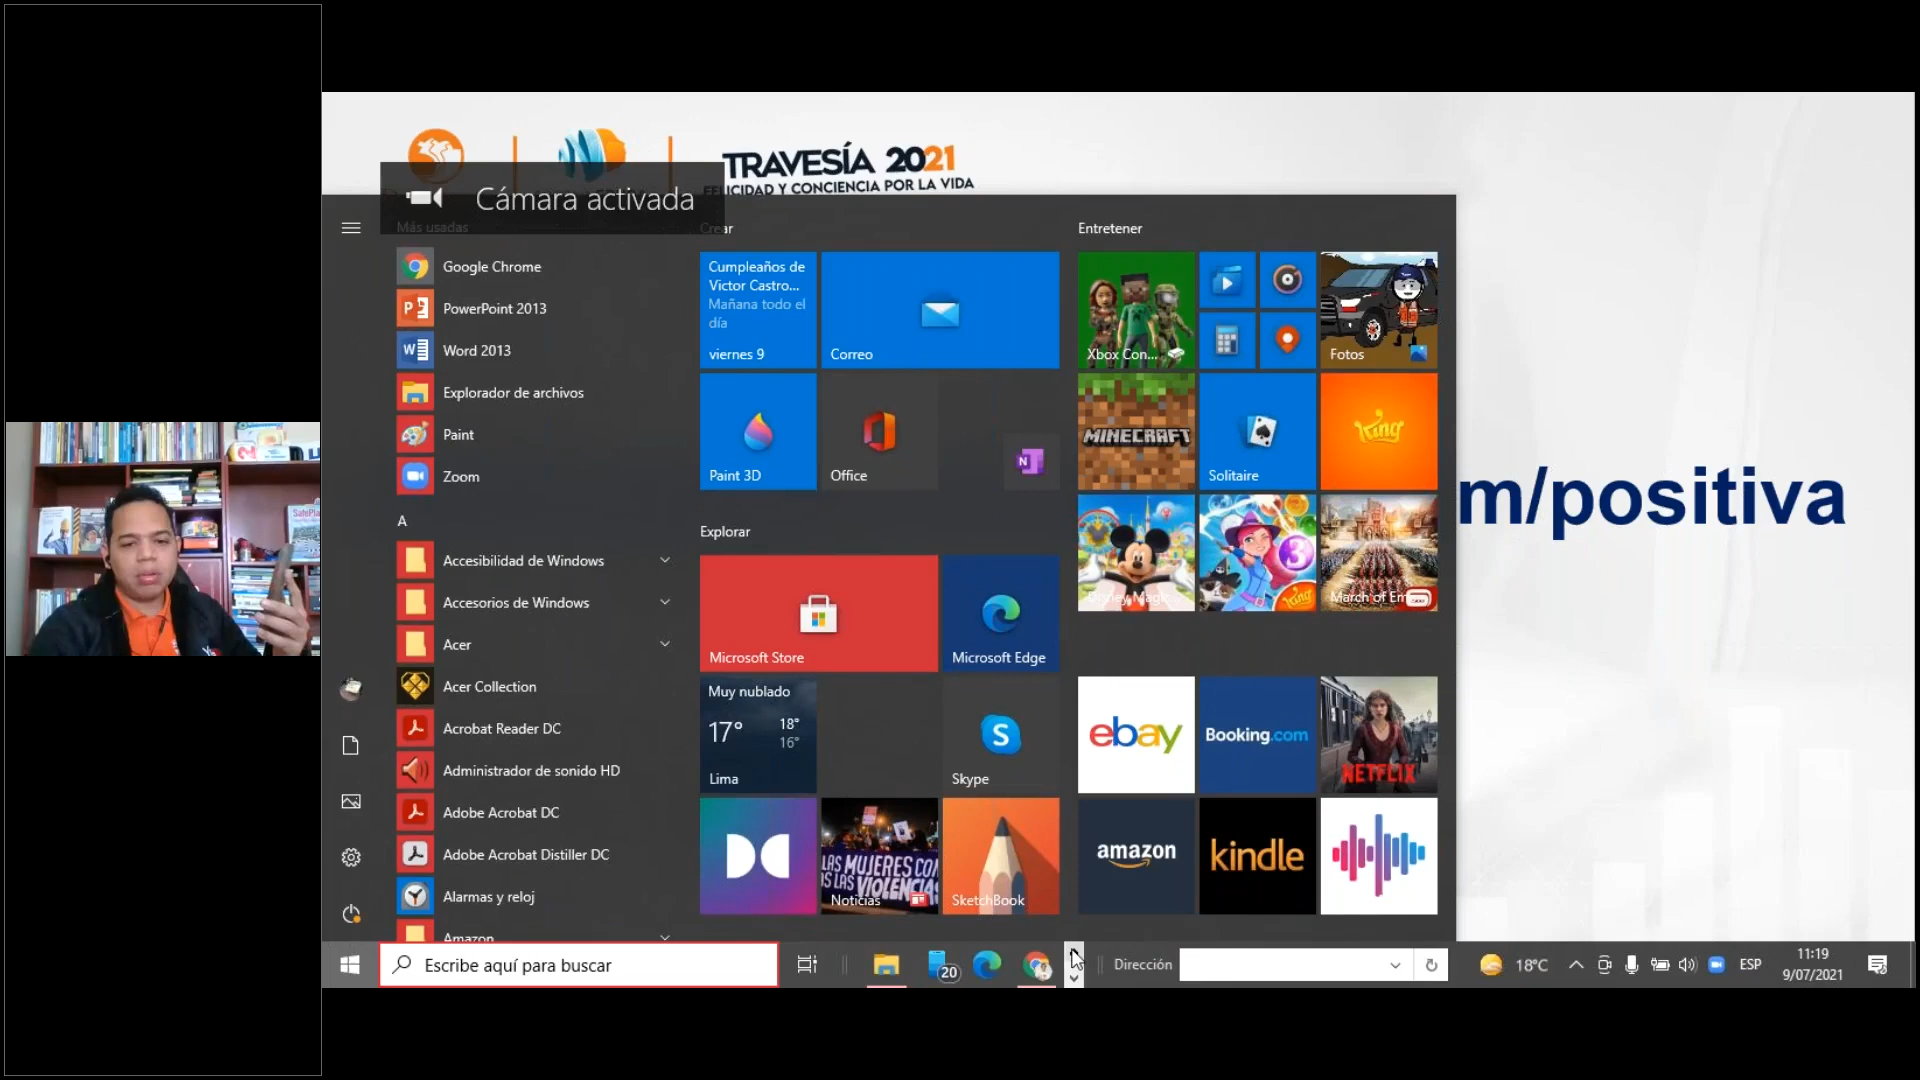 TRAVESÍA 2021
FELICIDAD Y CONCIENCIA POR LA VIDA
Cámara activada
Más usadas
Google Chrome
PowerPoint 2013
Word 2013
Explorador de archivos
Paint
Zoom
A
Accesibilidad de Windows
Accesorios de Windows
Acer
Acer Collection
Acrobat Reader DC
Administrador de sonido HD
Adobe Acrobat DC
Adobe Acrobat Distiller DC
Alarmas y reloj
Amazon
Crear
Cumpleaños de
Victor Castro...
Mañana todo el
día
viernes 9
Correo
Paint 3D
Office
Explorar
Microsoft Store
Microsoft Edge
Muy nublado
17°
18°
16°
Lima
Skype
LAS MUJERES CON
LAS VIOLENCIAS
Noticias
SketchBook
Entretener
Xbox Con...
Fotos
MINECRAFT
Solitaire
King
Disney Magic
3
King
March of Em
ebay
Booking.com
NETFLIX
amazon
kindle
m/positiva
Escribe aquí para buscar
20
Dirección
18°C
ESP
11:19
9/07/2021